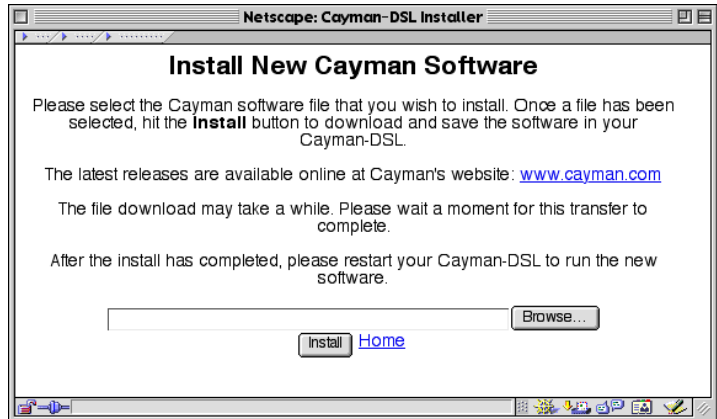 Netscape: Cayman-DSL Installer
Install New Cayman Software
Please select the Cayman software file that you wish to install. Once a file has been
selected, hit the Install button to download and save the software in your
Cayman-DSL.
The latest releases are available online at Cayman's website: www.cayman.com
The file download may take a while. Please wait a moment for this transfer to
complete.
After the install has completed, please restart your Cayman-DSL to run the new
software.
Browse...
Install Home